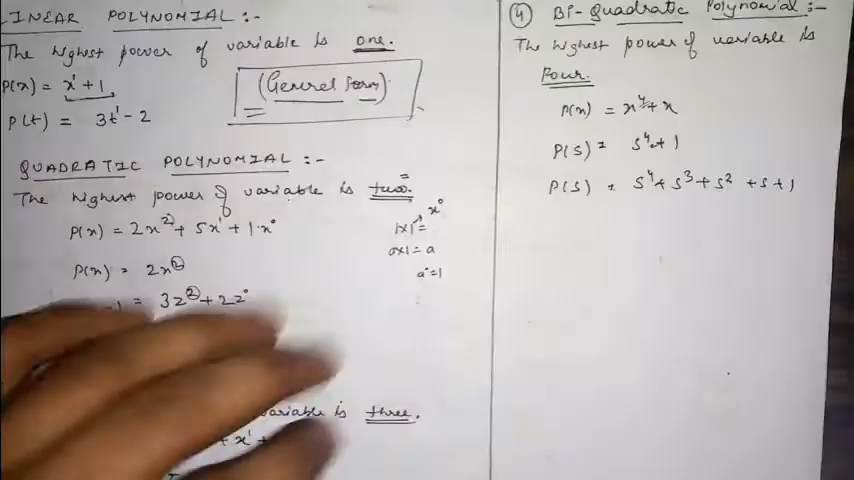 LINEAR POLYNOMIAL :-
The highest power of variable is one.
P(x) = x¹ + 1
(General Form)
P(t) = 3t¹ - 2
QUADRATIC POLYNOMIAL :-
The highest power of variable is two.
P(x) = 2x² + 5x¹ + 1·x⁰
x⁰
1×1 =
a×1 = a
P(x) = 2x²
a⁰=1
= 3z² + 2z⁰
variable is three.
+ x¹ +
④ Bi-Quadratic Polynomial :-
The highest power of variable is
Four.
P(x) = x⁴ + x
P(s) = s⁴ + 1
P(s) = s⁴ + s³ + s² + s + 1